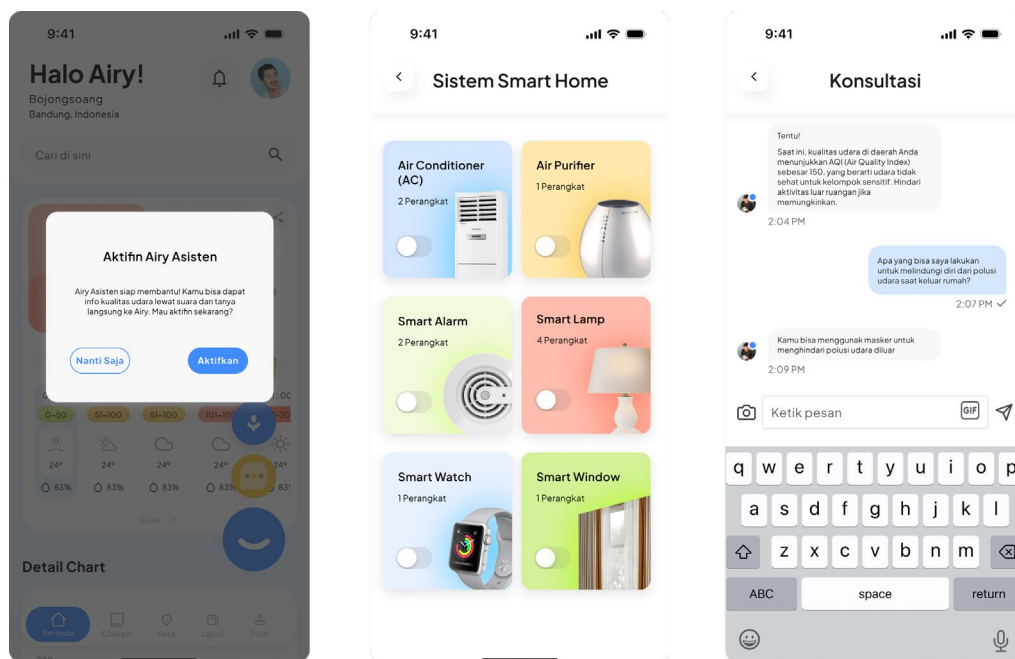 9:41
Halo Airy!
Bojongsoang
Bandung, Indonesia
Cari di sini
Aktifin Airy Asisten
Airy Asisten siap membantu! Kamu bisa dapat
info kualitas udara lewat suara dan tanya
langsung ke Airy. Mau aktifin sekarang?
Nanti Saja
Aktifkan
0-50 51-100 51-100 101-150
24° 24° 24° 24° 24°
83% 83% 83% 83%
Close
Detail Chart
Beranda Edukasi Peta Lapor Profil
9:41
Sistem Smart Home
Air Conditioner
(AC)
2 Perangkat
Air Purifier
1 Perangkat
Smart Alarm
2 Perangkat
Smart Lamp
4 Perangkat
Smart Watch
1 Perangkat
Smart Window
1 Perangkat
9:41
Konsultasi
Tentu!
Saat ini, kualitas udara di daerah Anda
menunjukkan AQI (Air Quality Index)
sebesar 150, yang berarti udara tidak
sehat untuk kelompok sensitif. Hindari
aktivitas luar ruangan jika
memungkinkan.
2:04 PM
Apa yang bisa saya lakukan
untuk melindungi diri dari polusi
udara saat keluar rumah?
2:07 PM
Kamu bisa menggunak masker untuk
menghindari polusi udara diluar
2:09 PM
Ketik pesan
GIF
q w e r t y u i o p
a s d f g h j k l
z x c v b n m
ABC space return